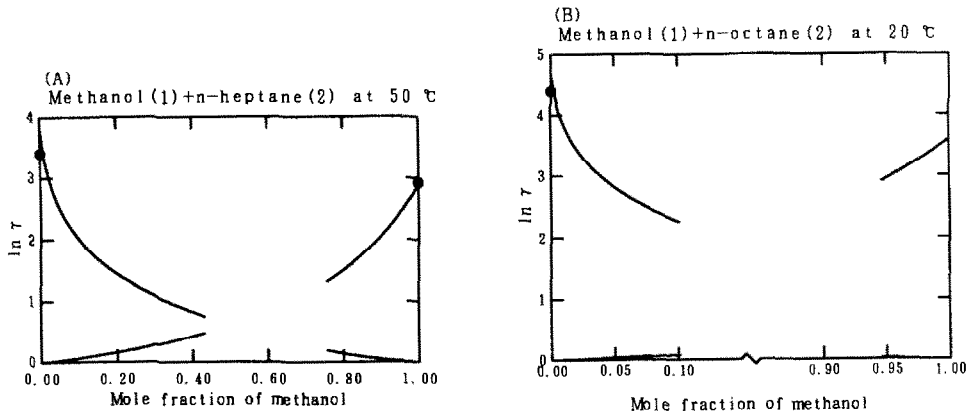 (A)
Methanol(1)+n-heptane(2) at 50 ℃
4
3
2
1
0
ln γ
0.00 0.20 0.40 0.60 0.80 1.00
Mole fraction of methanol
(B)
Methanol(1)+n-octane(2) at 20 ℃
5
4
3
2
1
0
ln γ
0.00 0.05 0.10 0.90 0.95 1.00
Mole fraction of methanol